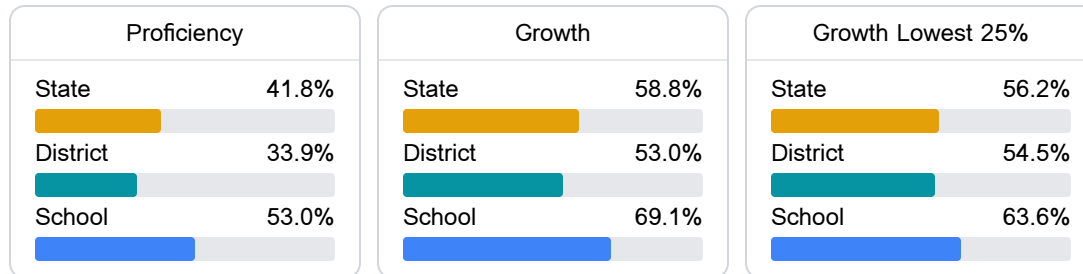 Proficiency
State 41.8%
District 33.9%
School 53.0%
Growth
State 58.8%
District 53.0%
School 69.1%
Growth Lowest 25%
State 56.2%
District 54.5%
School 63.6%